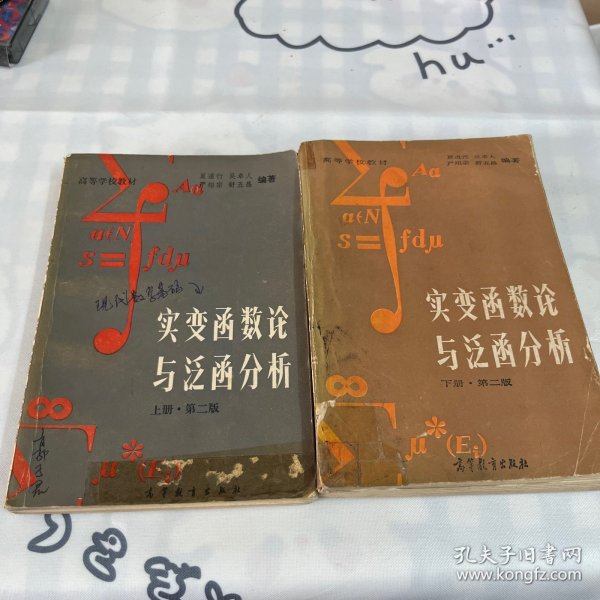 hu...
高等学校教材
夏道行 吴卓人
严绍宗 舒五昌
编著
Aα
α∈N
S=∫fdμ
实变函数论
与泛函分析
上册·第二版
∞
μ*(E₂)
高等教育出版社
高等学校教材
夏道行 吴卓人
严绍宗 舒五昌
编著
Aα
α∈N
S=∫fdμ
实变函数论
与泛函分析
下册·第二版
∞
μ*(E₂)
高等教育出版社
孔夫子旧书网
www.kongfz.com